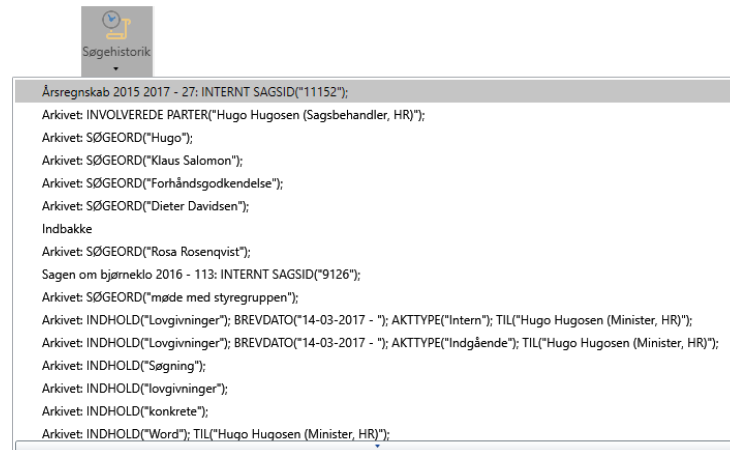 Søgehistorik
Årsregnskab 2015 2017 - 27: INTERNT SAGSID("11152");
Arkivet: INVOLVEREDE PARTER("Hugo Hugosen (Sagsbehandler, HR)");
Arkivet: SØGEORD("Hugo");
Arkivet: SØGEORD("Klaus Salomon");
Arkivet: SØGEORD("Forhåndsgodkendelse");
Arkivet: SØGEORD("Dieter Davidsen");
Indbakke
Arkivet: SØGEORD("Rosa Rosenqvist");
Sagen om bjørneklo 2016 - 113: INTERNT SAGSID("9126");
Arkivet: SØGEORD("møde med styregruppen");
Arkivet: INDHOLD("Lovgivninger"); BREVDATO("14-03-2017 - "); AKTTYPE("Intern"); TIL("Hugo Hugosen (Minister, HR)");
Arkivet: INDHOLD("Lovgivninger"); BREVDATO("14-03-2017 - "); AKTTYPE("Indgående"); TIL("Hugo Hugosen (Minister, HR)");
Arkivet: INDHOLD("Søgning");
Arkivet: INDHOLD("lovgivninger");
Arkivet: INDHOLD("konkrete");
Arkivet: INDHOLD("Word"); TIL("Hugo Hugosen (Minister, HR)");